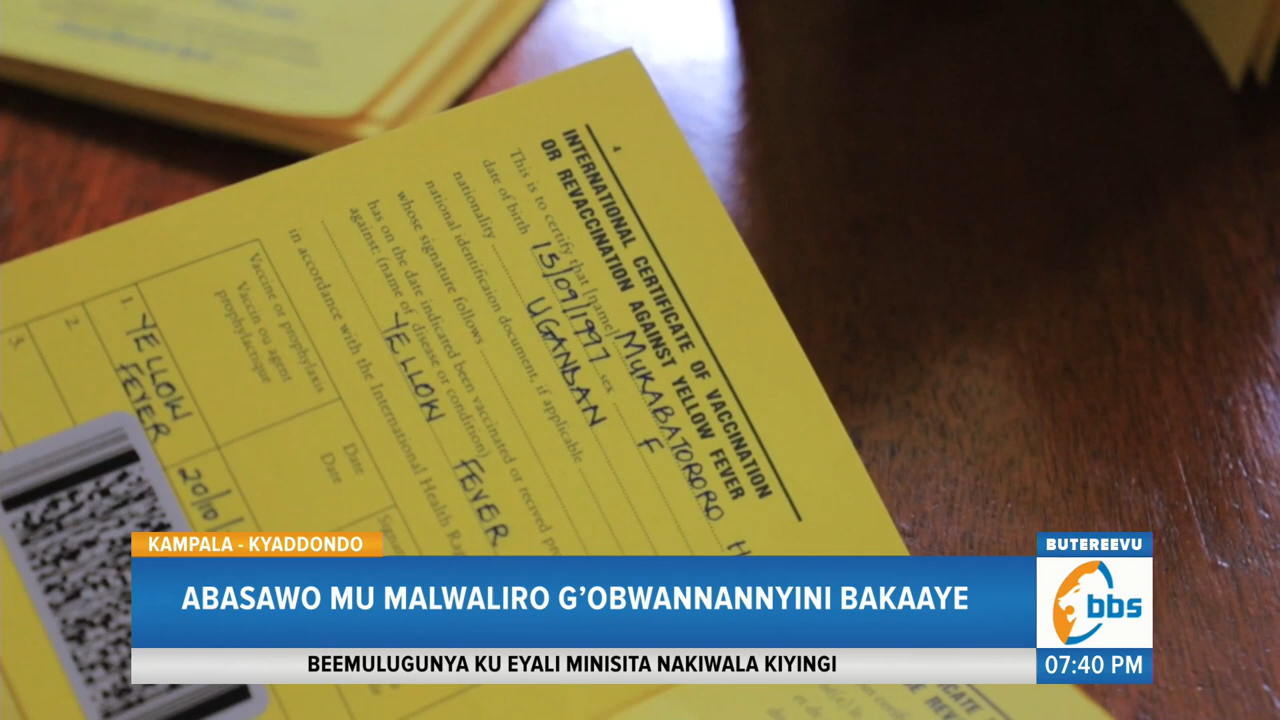 4
INTERNATIONAL CERTIFICATE OF VACCINATION
OR REVACCINATION AGAINST YELLOW FEVER
This is to certify that [name] MUKABATORORO H
date of birth 15/09/1997 sex F
nationality UGANDAN
national identificaion document, if applicable
whose signature follows
has on the date indicated been vaccinated or recived
against: (name of disease or condition) YELLOW FEVER
in accordance with the International Health
Vaccine or prophylaxis
Vaccin ou agent
prophylactique
Date
Date
1. YELLOW
FEVER
20/10/
2.
3.
KAMPALA - KYADDONDO
ABASAWO MU MALWALIRO G’OBWANNANNYINI BAKAAYE
BEEMULUGUNYA KU EYALI MINISITA NAKIWALA KIYINGI
BUTEREEVU
bbs
07:40 PM